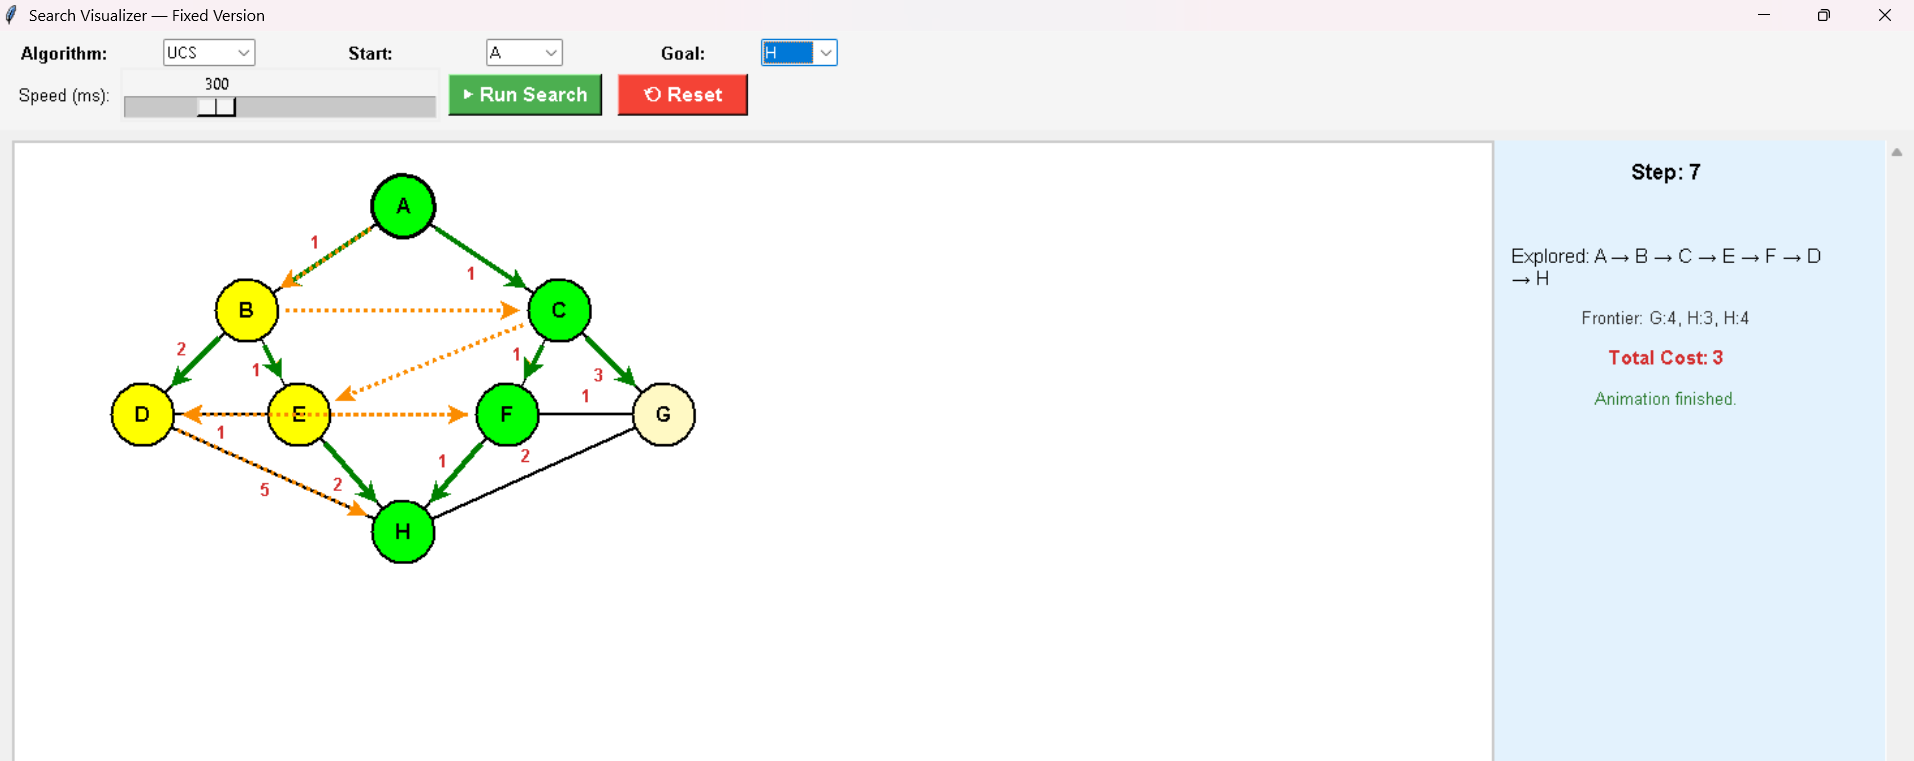 Search Visualizer — Fixed Version
Algorithm: UCS Start: A Goal: H
Speed (ms): 300 ▶ Run Search ⟲ Reset
Step: 7
Explored: A → B → C → E → F → D
→ H
Frontier: G:4, H:3, H:4
Total Cost: 3
Animation finished.
A
1
1
B
C
2
1
1
3
1
D
E
F
G
1
5
2
1
2
H